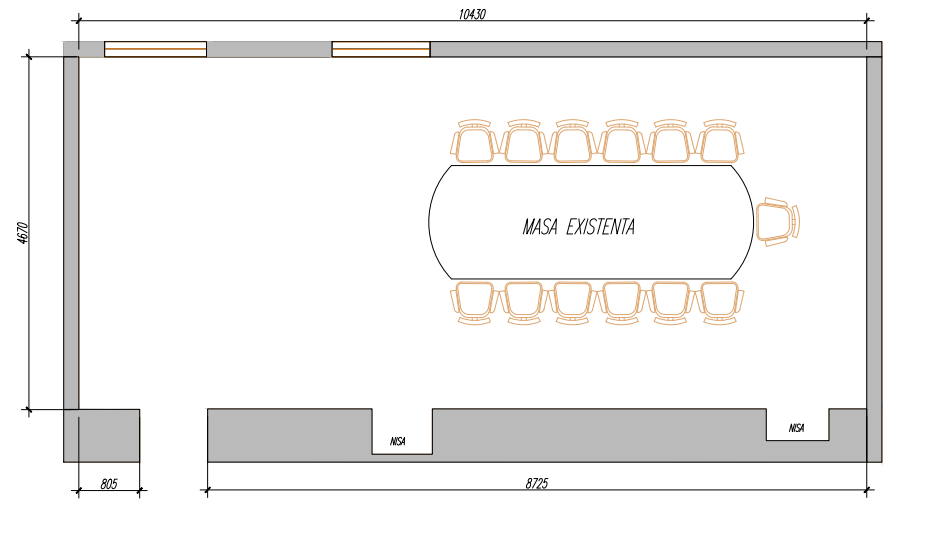 10430
4670
MASA EXISTENTA
NISA
NISA
805
8725